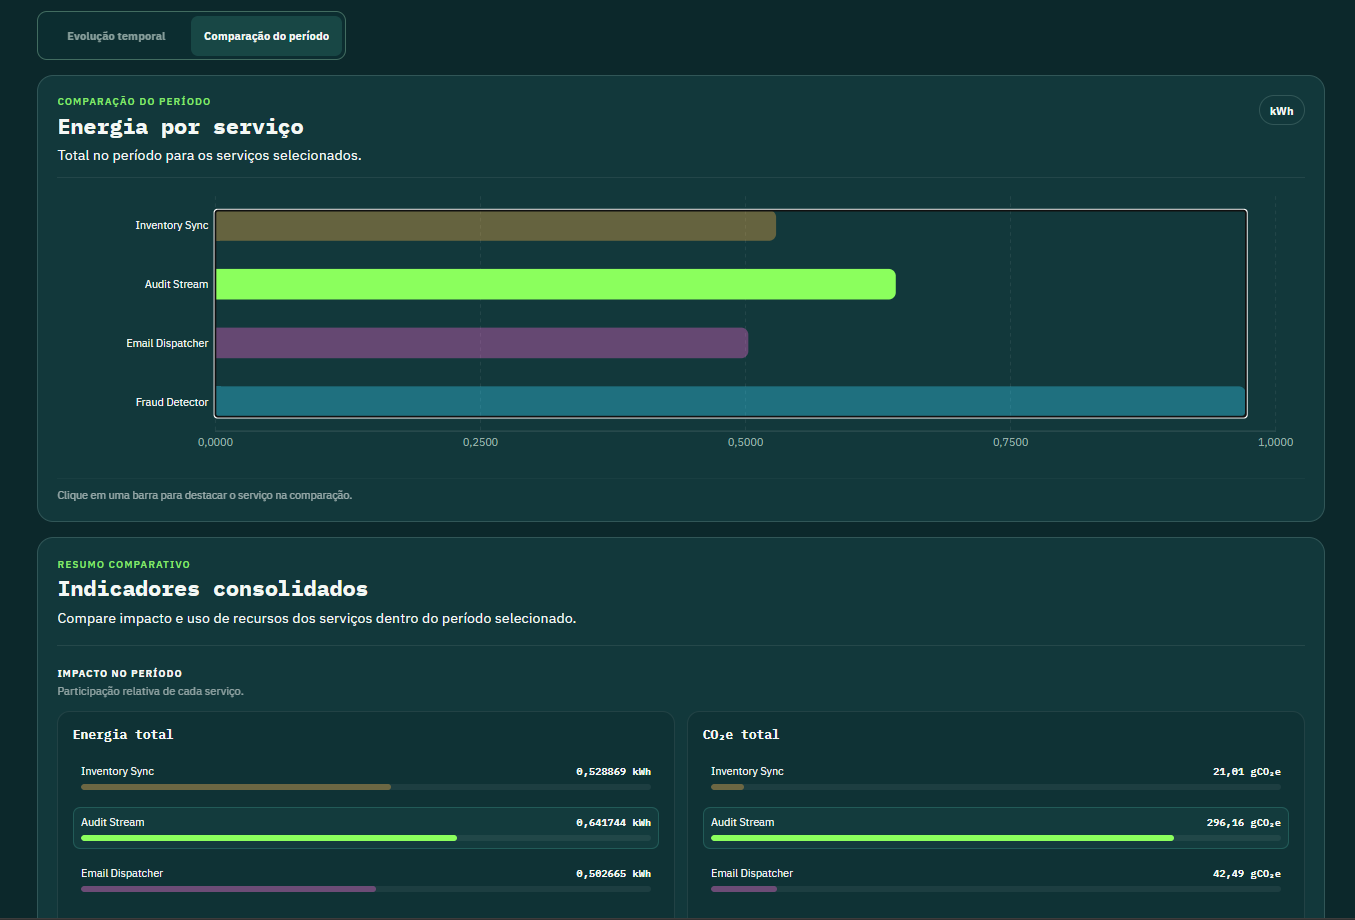 Evolução temporal
Comparação do período
COMPARAÇÃO DO PERÍODO
kWh
Energia por serviço
Total no período para os serviços selecionados.
Inventory Sync
Audit Stream
Email Dispatcher
Fraud Detector
0,0000 0,2500 0,5000 0,7500 1,0000
Clique em uma barra para destacar o serviço na comparação.
RESUMO COMPARATIVO
Indicadores consolidados
Compare impacto e uso de recursos dos serviços dentro do período selecionado.
IMPACTO NO PERÍODO
Participação relativa de cada serviço.
Energia total
Inventory Sync 0,528869 kWh
Audit Stream 0,641744 kWh
Email Dispatcher 0,502665 kWh
CO₂e total
Inventory Sync 21,01 gCO₂e
Audit Stream 296,16 gCO₂e
Email Dispatcher 42,49 gCO₂e